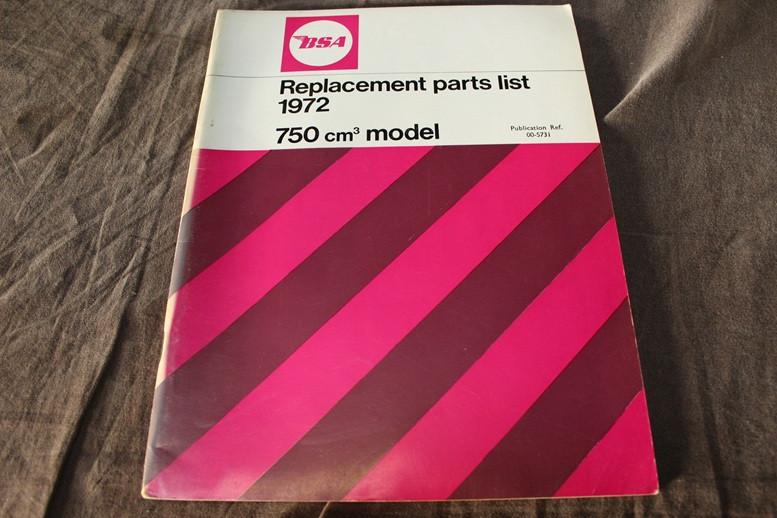 BSA
Replacement parts list
1972
750 cm³ model
Publication Ref.
00-5731